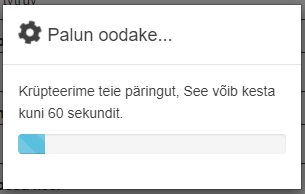 Palun oodake...
Krüpteerime teie päringut, See võib kesta
kuni 60 sekundit.